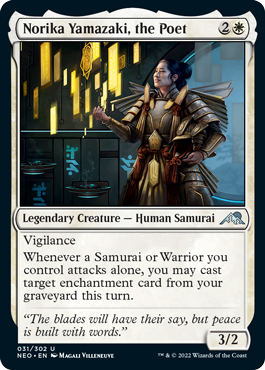 Norika Yamazaki, the Poet 2
Legendary Creature — Human Samurai
Vigilance
Whenever a Samurai or Warrior you
control attacks alone, you may cast
target enchantment card from your
graveyard this turn.
“The blades will have their say, but peace
is built with words.”
3/2
031/302 U
NEO • EN MAGALI VILLENEUVE
™ & © 2022 Wizards of the Coast